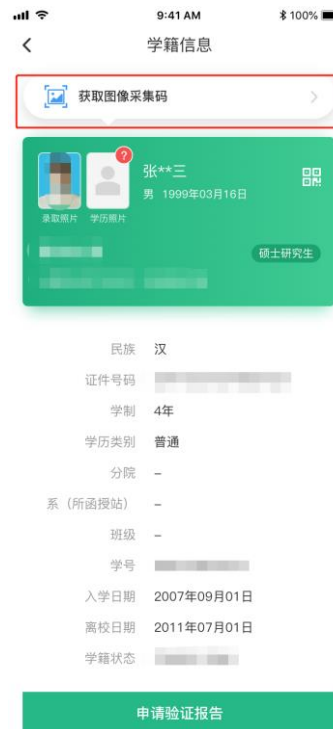 9:41 AM
100%
学籍信息
获取图像采集码
?
张**三
男 1999年03月16日
录取照片 学历照片
硕士研究生
民族 汉
证件号码
学制 4年
学历类别 普通
分院 –
系（所函授站） –
班级 –
学号
入学日期 2007年09月01日
离校日期 2011年07月01日
学籍状态
申请验证报告